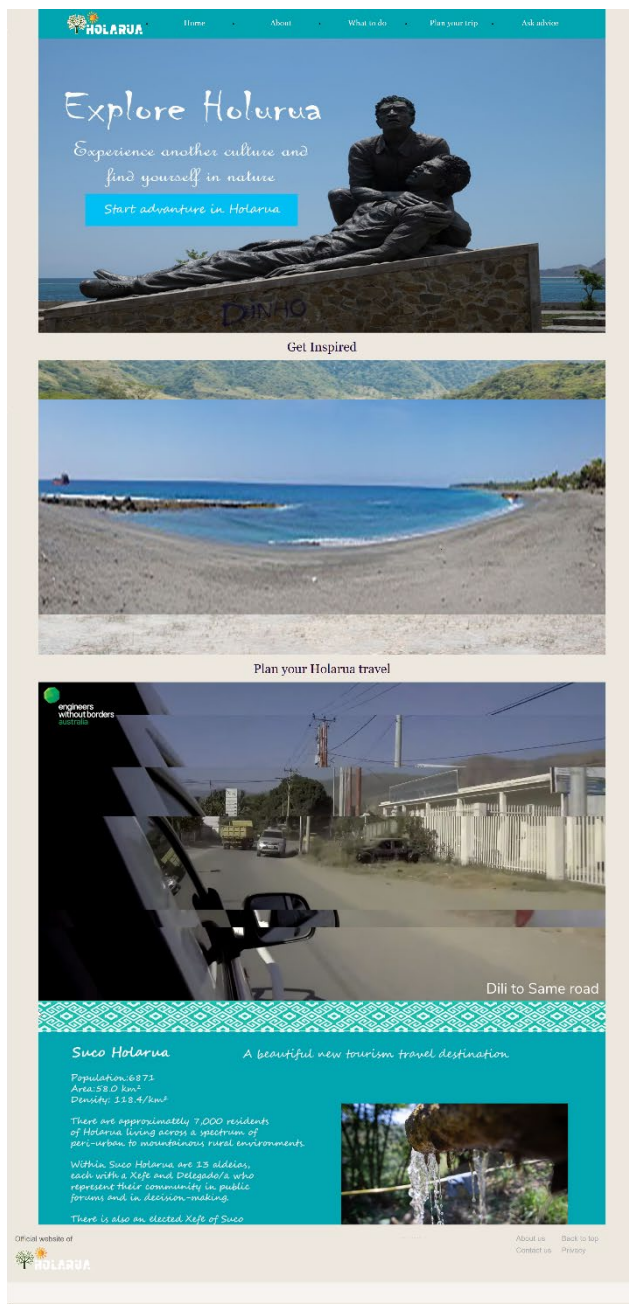 HOLARUA
Home
About
What to do
Plan your trip
Ask advice
Explore Holurua
Experience another culture and
find yourself in nature
Start advanture in Holarua
DINHO
Get Inspired
Plan your Holarua travel
engineers
without borders
australia
Dili to Same road
Suco Holarua
A beautiful new tourism travel destination
Population:6871
Area:58.0 km²
Density: 118.4/km²
There are approximately 7,000 residents
of Holarua living across a spectrum of
peri-urban to mountainous rural environments.
Within Suco Holarua are 13 aldeias,
each with a Xefe and Delegado/a who
represent their community in public
forums and in decision-making.
There is also an elected Xefe of Suco
Official website of
HOLARUA
About us
Back to top
Contact us
Privacy